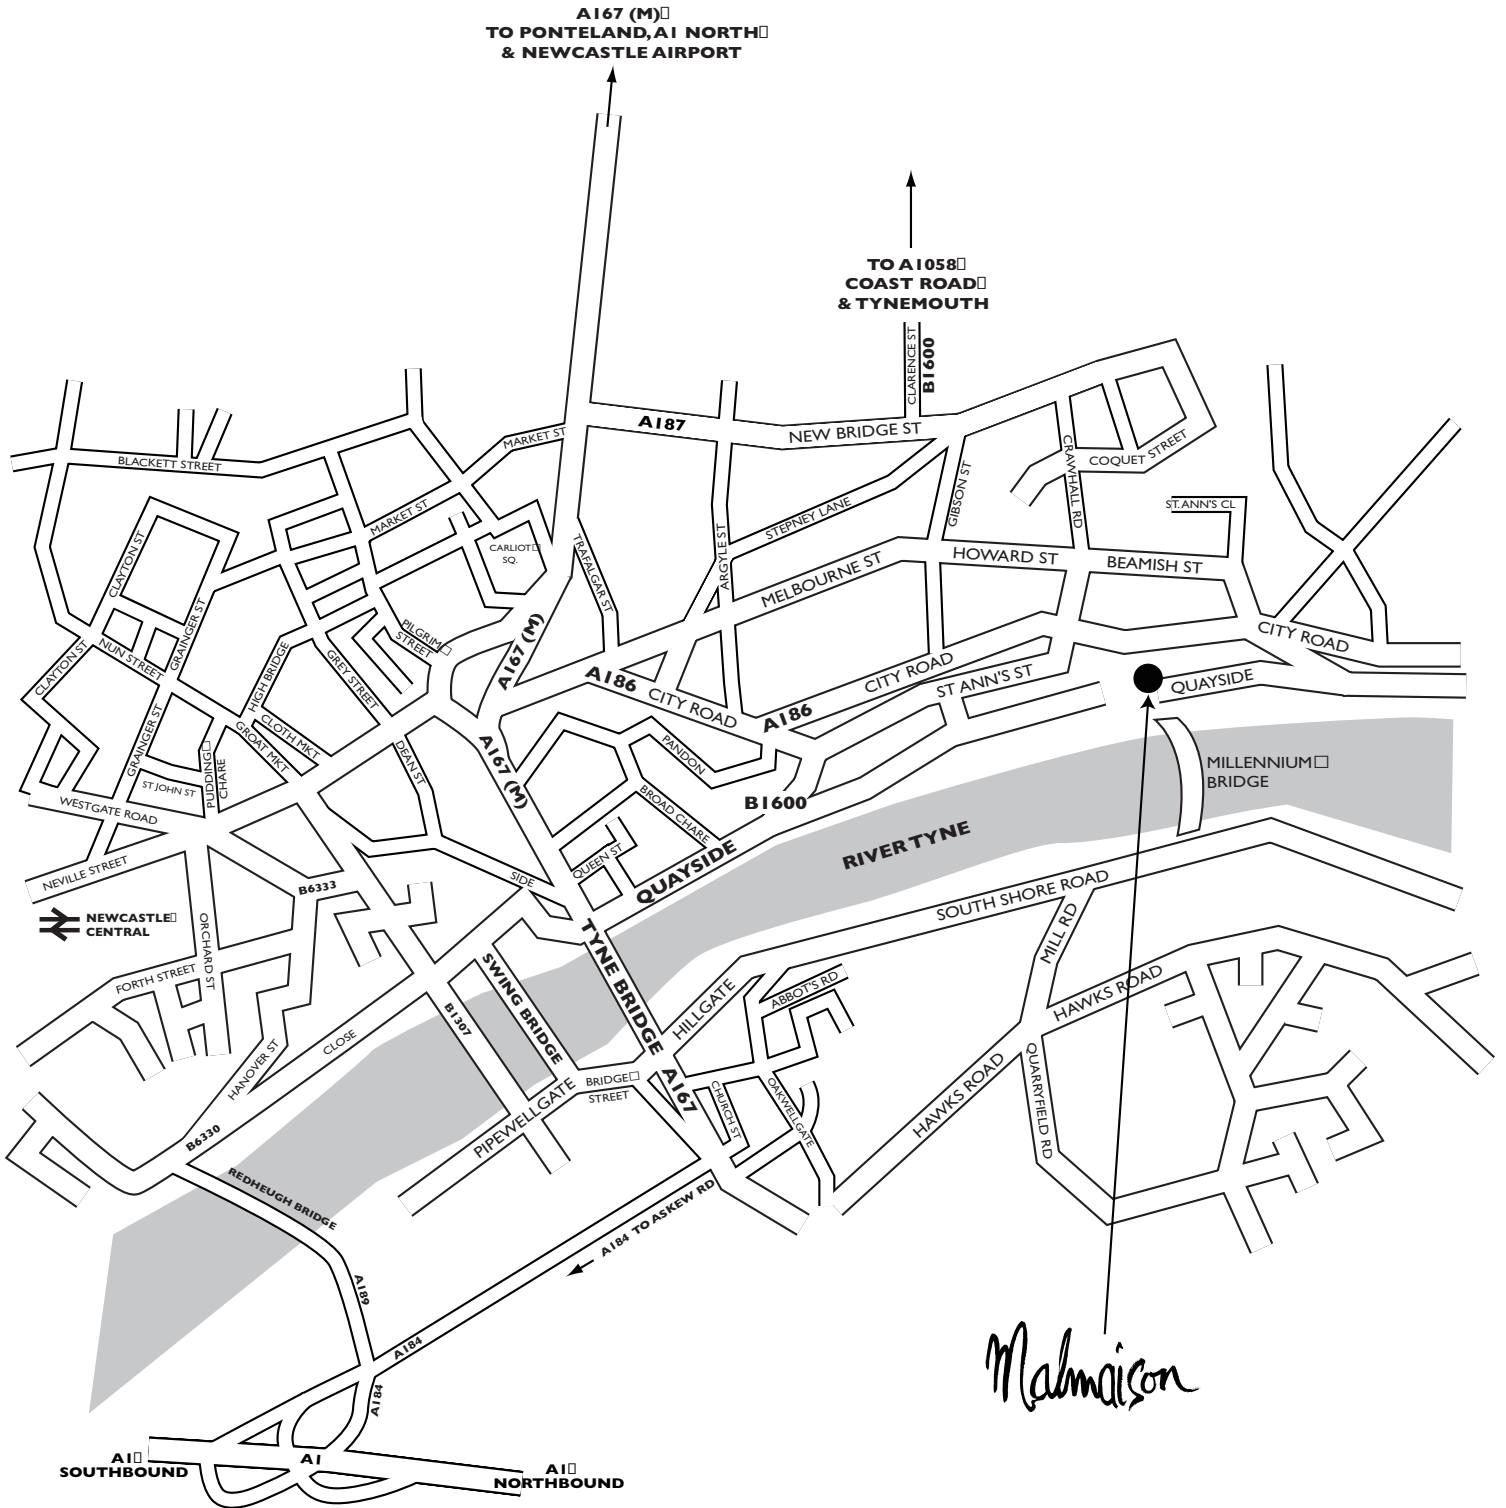 A167 (M)
TO PONTELAND, A1 NORTH
& NEWCASTLE AIRPORT
TO A1058
COAST ROAD
& TYNEMOUTH
CLARENCE ST
B1600
A187
NEW BRIDGE ST
MARKET ST
BLACKETT STREET
MARKET ST
CRAWHALL RD
COQUET STREET
GIBSON ST
ST. ANN'S CL
STEPNEY LANE
CARLIOL
SQ.
TRAFALGAR ST
ARGYLE ST
CLAYTON ST
MELBOURNE ST
HOWARD ST
BEAMISH ST
GRAINGER ST
PILGRIM
STREET
A167 (M)
CITY ROAD
NUN STREET
CLAYTON ST
HIGH BRIDGE
GREY STREET
A186
CITY ROAD
CITY ROAD
ST ANN'S ST
QUAYSIDE
A186
GRAINGER ST
CLOTH MKT
GROAT MKT
DEAN ST
A167 (M)
PANDON
PUDDING
CHARE
ST JOHN ST
MILLENNIUM
BRIDGE
WESTGATE ROAD
BROAD CHARE
B1600
RIVER TYNE
NEVILLE STREET
QUEEN ST
QUAYSIDE
B6333
SIDE
NEWCASTLE
CENTRAL
ORCHARD ST
SOUTH SHORE ROAD
MILL RD
TYNE BRIDGE
SWING BRIDGE
FORTH STREET
HILLGATE
ABBOT'S RD
HAWKS ROAD
B1307
CLOSE
HANOVER ST
BRIDGE
STREET
A167
CHURCH ST
OAKWELLGATE
PIPEWELLGATE
HAWKS ROAD
QUARRYFIELD RD
B6330
REDHEUGH BRIDGE
A184 TO ASKEW RD
A189
A184
A184
Malmaison
A1
SOUTHBOUND
A1
A1
NORTHBOUND